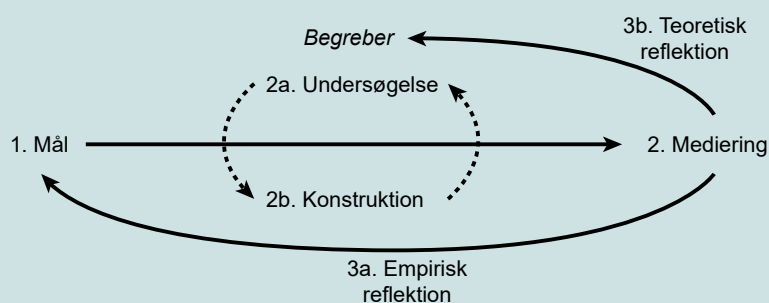 3b. Teoretisk
reflektion
Begreber
2a. Undersøgelse
1. Mål
2. Mediering
2b. Konstruktion
3a. Empirisk
reflektion